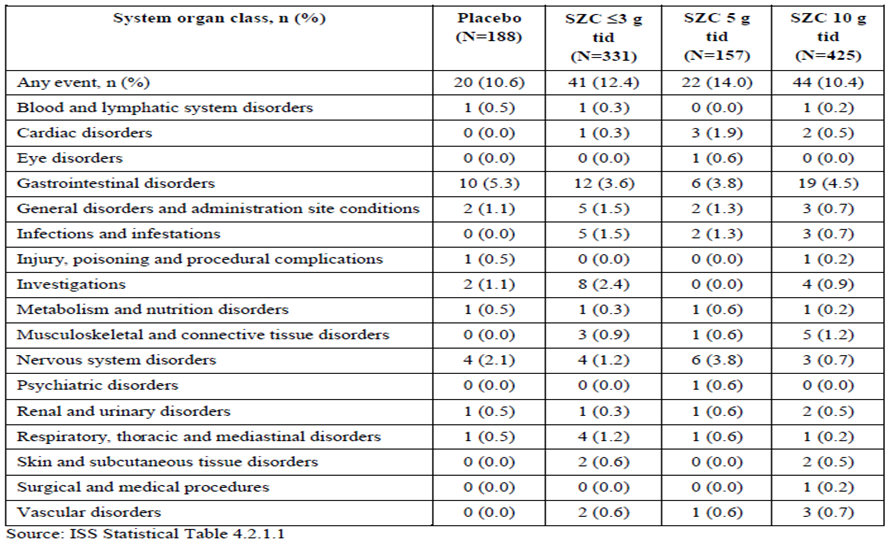 System organ class, n (%) Placebo (N=188) SZC ≤3 g tid (N=331) SZC 5 g tid (N=157) SZC 10 g tid (N=425)
Any event, n (%) 20 (10.6) 41 (12.4) 22 (14.0) 44 (10.4)
Blood and lymphatic system disorders 1 (0.5) 1 (0.3) 0 (0.0) 1 (0.2)
Cardiac disorders 0 (0.0) 1 (0.3) 3 (1.9) 2 (0.5)
Eye disorders 0 (0.0) 0 (0.0) 1 (0.6) 0 (0.0)
Gastrointestinal disorders 10 (5.3) 12 (3.6) 6 (3.8) 19 (4.5)
General disorders and administration site conditions 2 (1.1) 5 (1.5) 2 (1.3) 3 (0.7)
Infections and infestations 0 (0.0) 5 (1.5) 2 (1.3) 3 (0.7)
Injury, poisoning and procedural complications 1 (0.5) 0 (0.0) 0 (0.0) 1 (0.2)
Investigations 2 (1.1) 8 (2.4) 0 (0.0) 4 (0.9)
Metabolism and nutrition disorders 1 (0.5) 1 (0.3) 1 (0.6) 1 (0.2)
Musculoskeletal and connective tissue disorders 0 (0.0) 3 (0.9) 1 (0.6) 5 (1.2)
Nervous system disorders 4 (2.1) 4 (1.2) 6 (3.8) 3 (0.7)
Psychiatric disorders 0 (0.0) 0 (0.0) 1 (0.6) 0 (0.0)
Renal and urinary disorders 1 (0.5) 1 (0.3) 1 (0.6) 2 (0.5)
Respiratory, thoracic and mediastinal disorders 1 (0.5) 4 (1.2) 1 (0.6) 1 (0.2)
Skin and subcutaneous tissue disorders 0 (0.0) 2 (0.6) 0 (0.0) 2 (0.5)
Surgical and medical procedures 0 (0.0) 0 (0.0) 0 (0.0) 1 (0.2)
Vascular disorders 0 (0.0) 2 (0.6) 1 (0.6) 3 (0.7)
Source: ISS Statistical Table 4.2.1.1